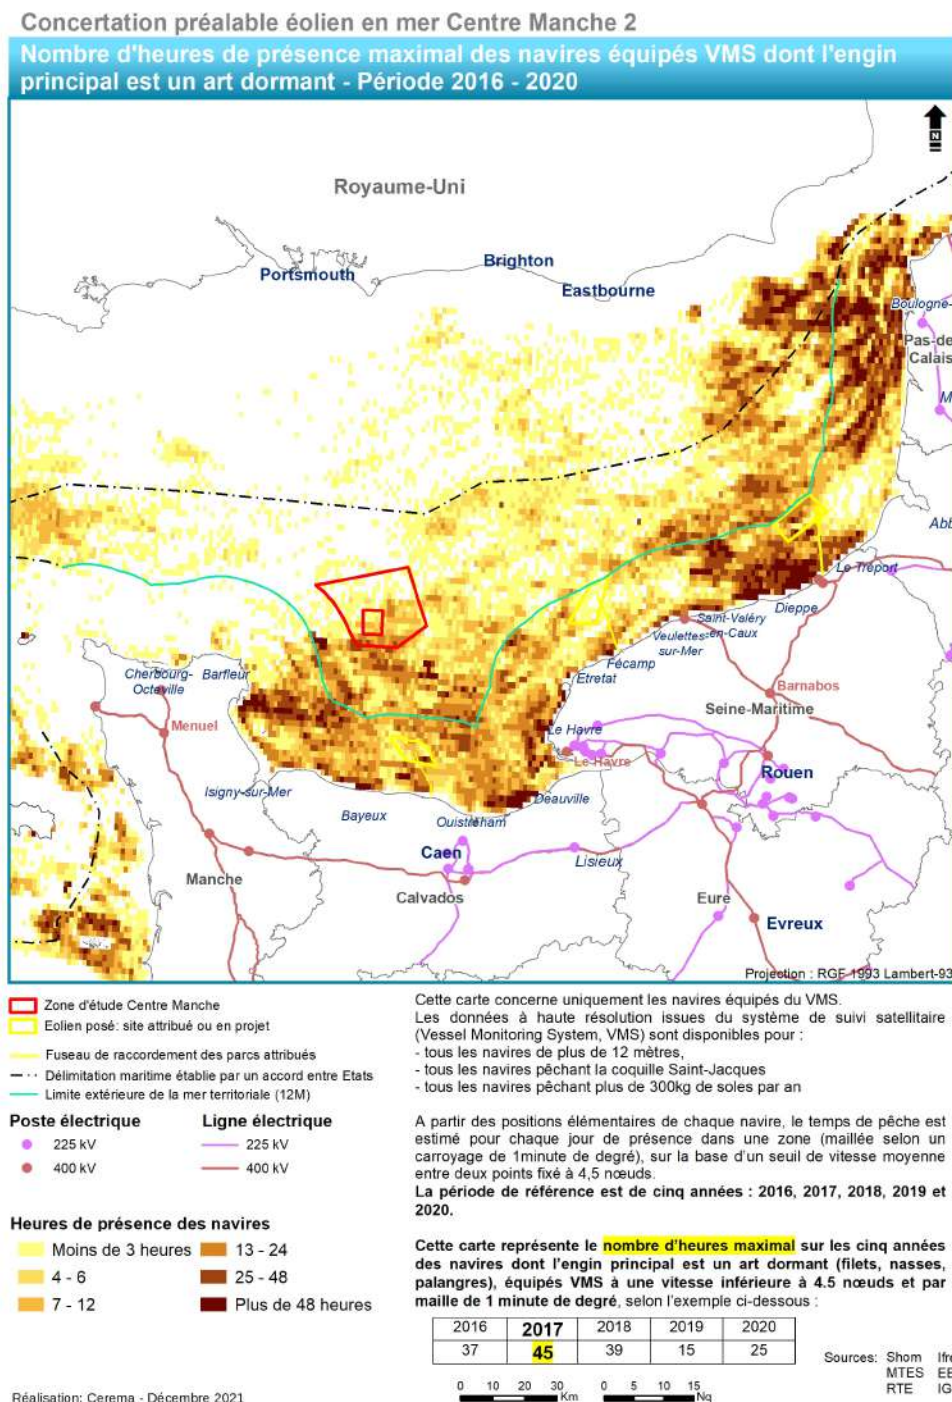 Concertation préalable éolien en mer Centre Manche 2
Nombre d'heures de présence maximal des navires équipés VMS dont l'engin
principal est un art dormant - Période 2016 - 2020
N
Royaume-Uni
Portsmouth
Brighton
Eastbourne
Boulogne-
Pas-de
Calais
M
Abb
Le Tréport
Dieppe
Saint-Valéry
-en-Caux
Veulettes-
sur-Mer
Fécamp
Etretat
Cherbourg-
Octeville
Barfleur
Menuel
Barnabos
Seine-Maritime
Le Havre
Le Havre
Rouen
Isigny-sur-Mer
Bayeux
Ouistreham
Deauville
Caen
Lisieux
Manche
Calvados
Eure
Evreux
Projection : RGF 1993 Lambert-93
Zone d'étude Centre Manche
Eolien posé: site attribué ou en projet
Fuseau de raccordement des parcs attribués
Délimitation maritime établie par un accord entre Etats
Limite extérieure de la mer territoriale (12M)
Poste électrique
Ligne électrique
225 kV
225 kV
400 kV
400 kV
Heures de présence des navires
Moins de 3 heures
13 - 24
4 - 6
25 - 48
7 - 12
Plus de 48 heures
Réalisation: Cerema - Décembre 2021
Cette carte concerne uniquement les navires équipés du VMS.
Les données à haute résolution issues du système de suivi satellitaire
(Vessel Monitoring System, VMS) sont disponibles pour :
- tous les navires de plus de 12 mètres,
- tous les navires pêchant la coquille Saint-Jacques
- tous les navires pêchant plus de 300kg de soles par an
A partir des positions élémentaires de chaque navire, le temps de pêche est
estimé pour chaque jour de présence dans une zone (maillée selon un
carroyage de 1minute de degré), sur la base d'un seuil de vitesse moyenne
entre deux points fixé à 4,5 nœuds.
La période de référence est de cinq années : 2016, 2017, 2018, 2019 et
2020.
Cette carte représente le nombre d'heures maximal sur les cinq années
des navires dont l'engin principal est un art dormant (filets, nasses,
palangres), équipés VMS à une vitesse inférieure à 4.5 nœuds et par
maille de 1 minute de degré, selon l'exemple ci-dessous :
2016 2017 2018 2019 2020
37 45 39 15 25
Sources: Shom Ifre
MTES EE
RTE IG
0 10 20 30
Km
0 5 10 15
Nq